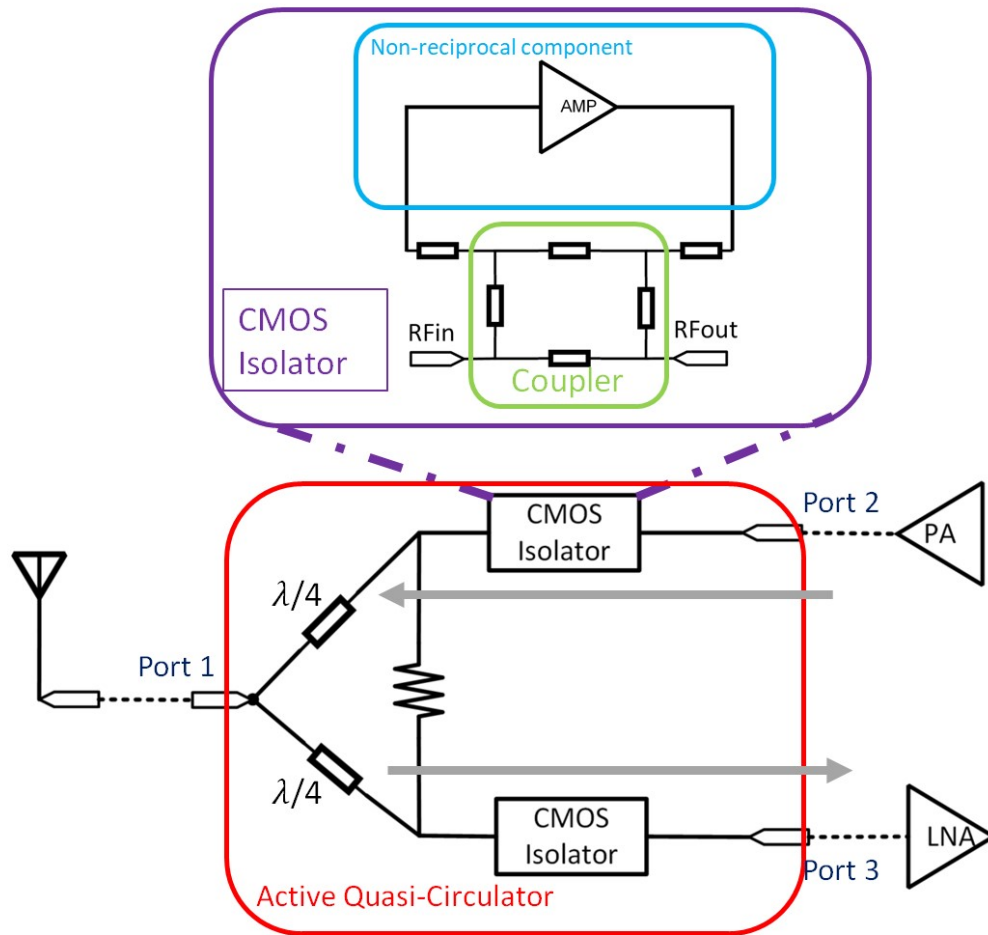 Non-reciprocal component
AMP
CMOS
Isolator
RFin
RFout
Coupler
CMOS
Isolator
Port 2
PA
λ/4
Port 1
λ/4
CMOS
Isolator
LNA
Port 3
Active Quasi-Circulator